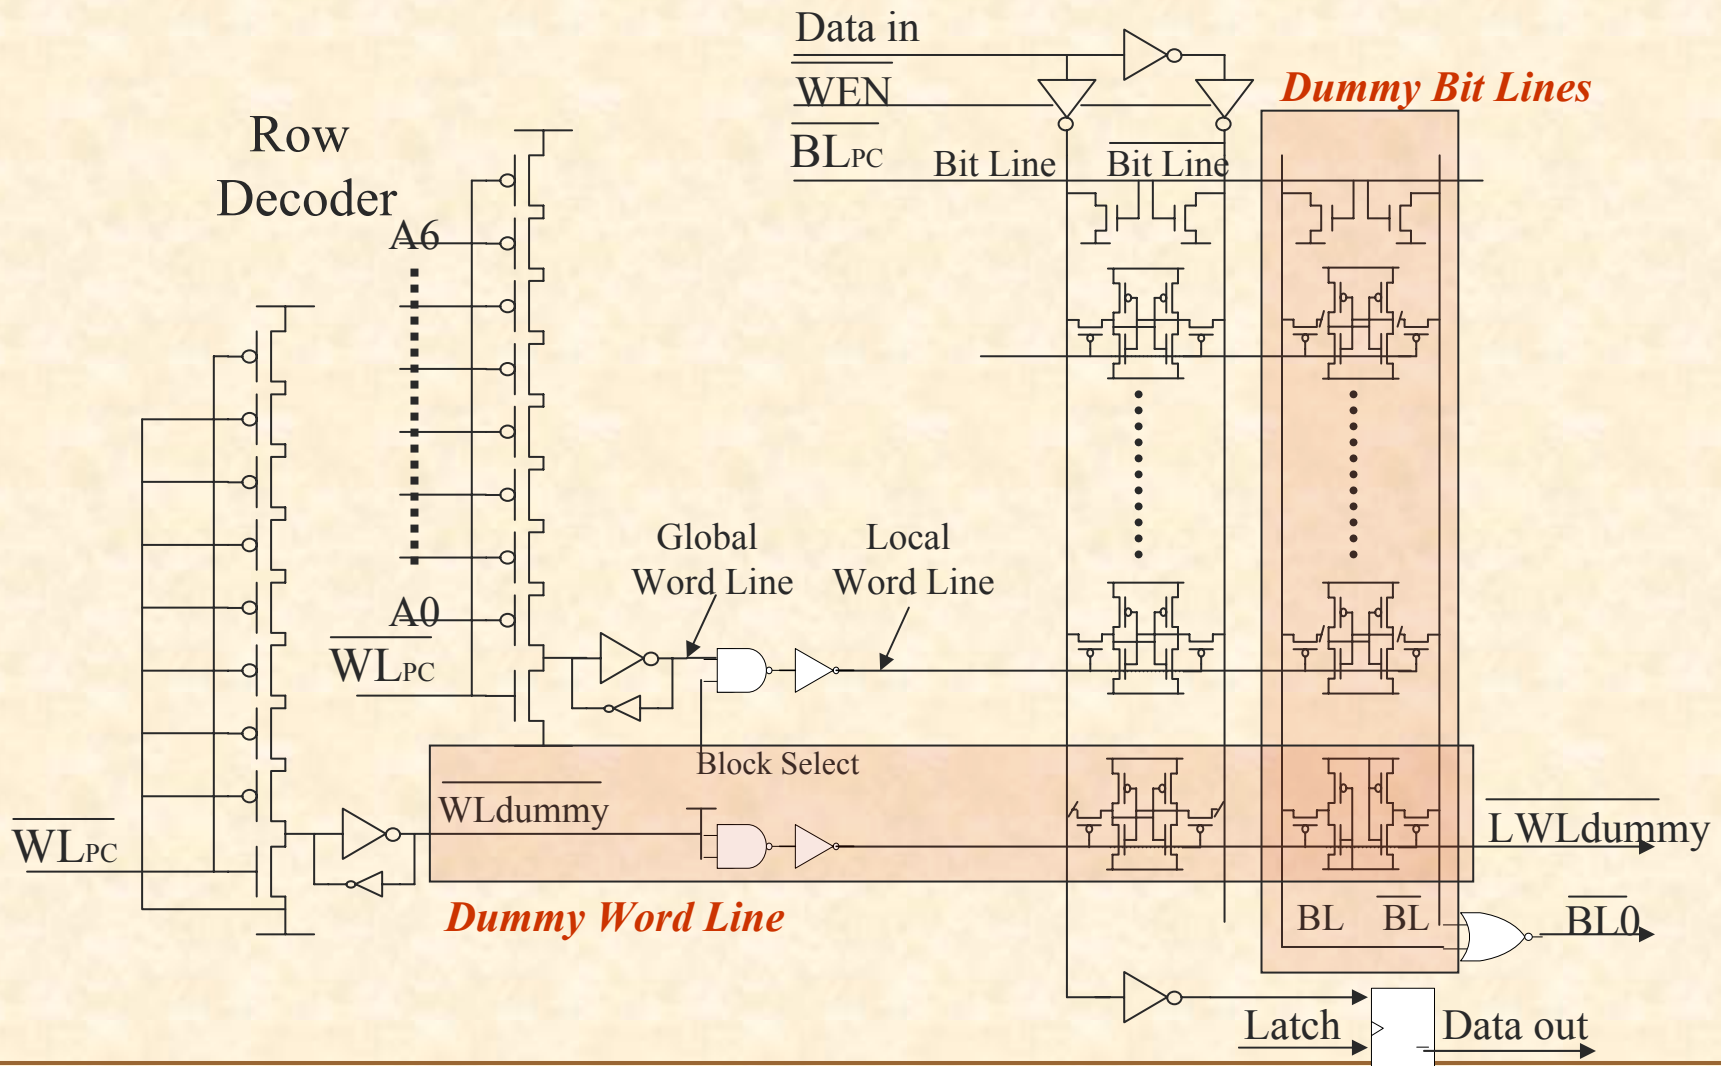 Data in
WEN
Dummy Bit Lines
Row
Decoder
BLPC
Bit Line
Bit Line
A6
Global
Word Line
Local
Word Line
A0
WLPC
Block Select
WLdummy
WLPC
LWLdummy
Dummy Word Line
BL
BL
BL0
Latch
Data out